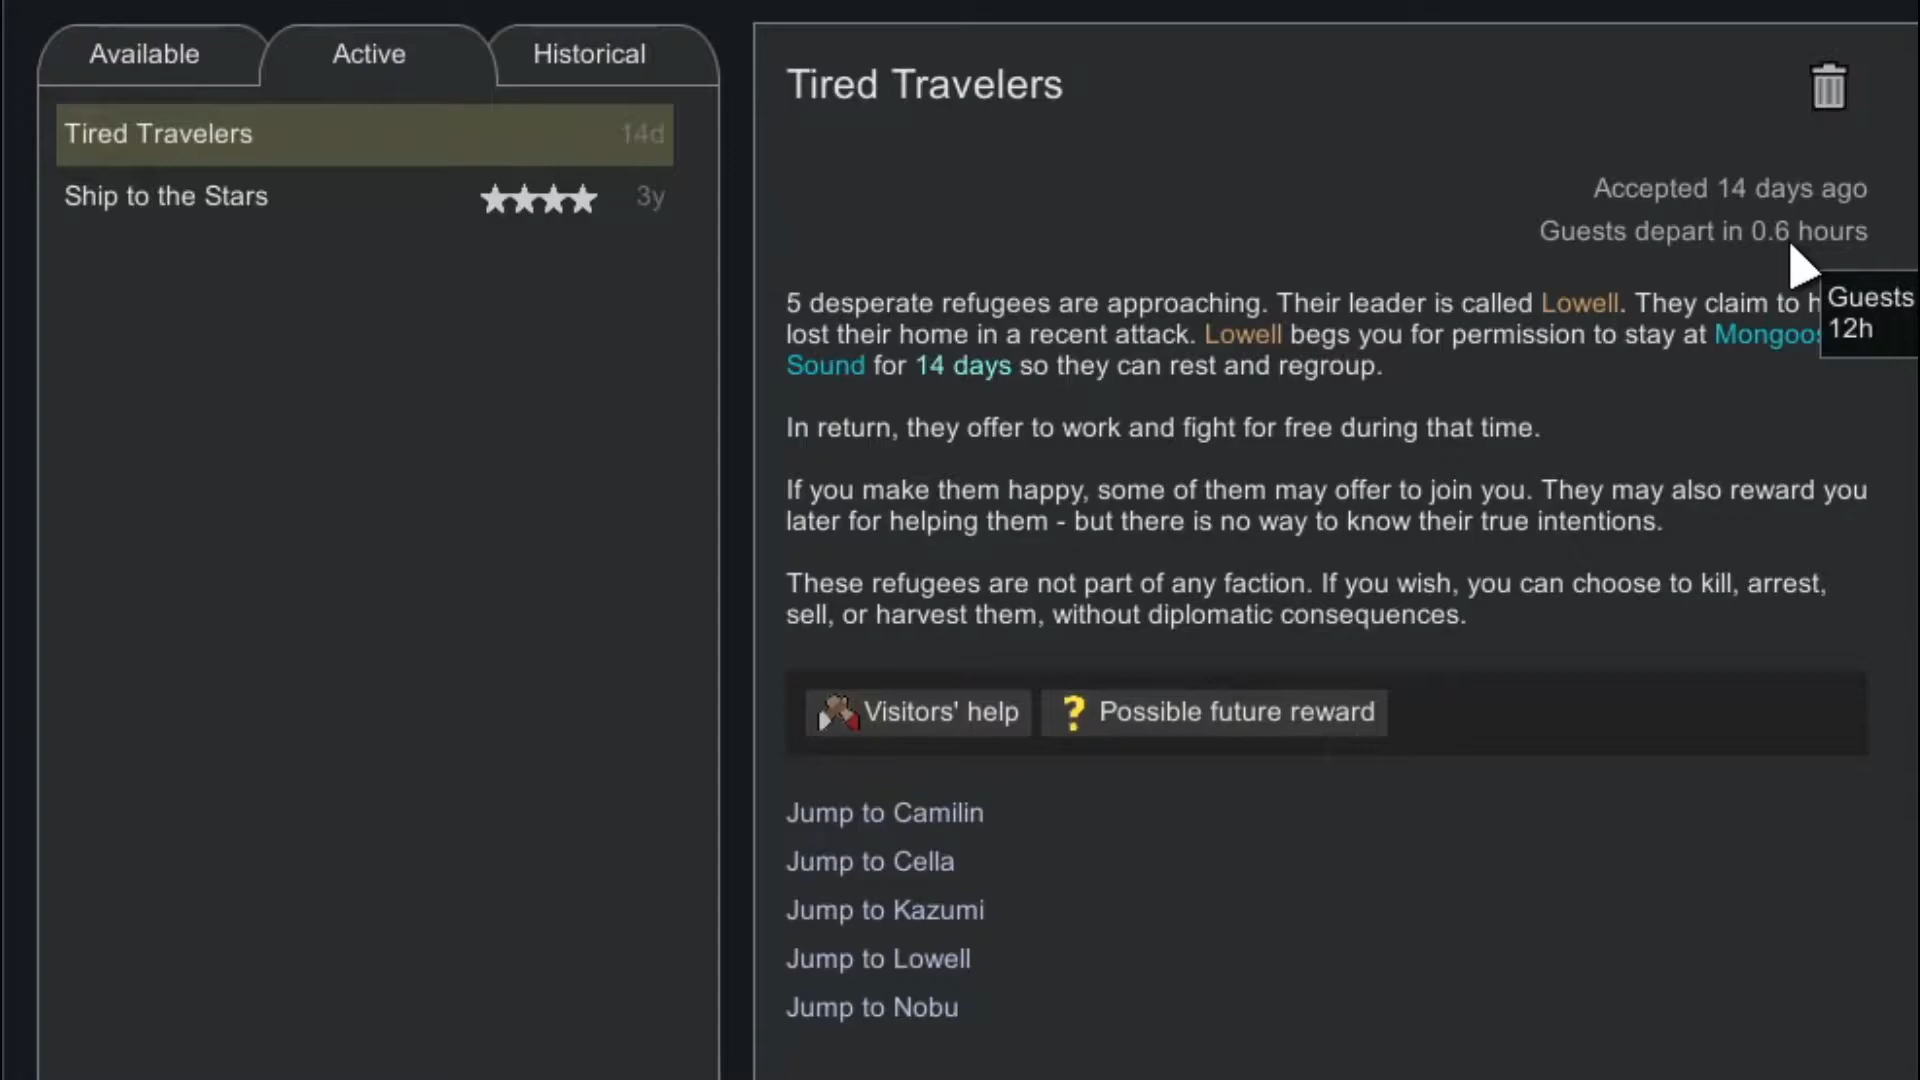 Available
Active
Historical
Tired Travelers 14d
Ship to the Stars 3y
Tired Travelers
Accepted 14 days ago
Guests depart in 0.6 hours
5 desperate refugees are approaching. Their leader is called Lowell. They claim to
lost their home in a recent attack. Lowell begs you for permission to stay at
Sound for 14 days so they can rest and regroup.
Guests
12h
In return, they offer to work and fight for free during that time.
If you make them happy, some of them may offer to join you. They may also reward you
later for helping them - but there is no way to know their true intentions.
These refugees are not part of any faction. If you wish, you can choose to kill, arrest,
sell, or harvest them, without diplomatic consequences.
Visitors' help
? Possible future reward
Jump to Camilin
Jump to Cella
Jump to Kazumi
Jump to Lowell
Jump to Nobu